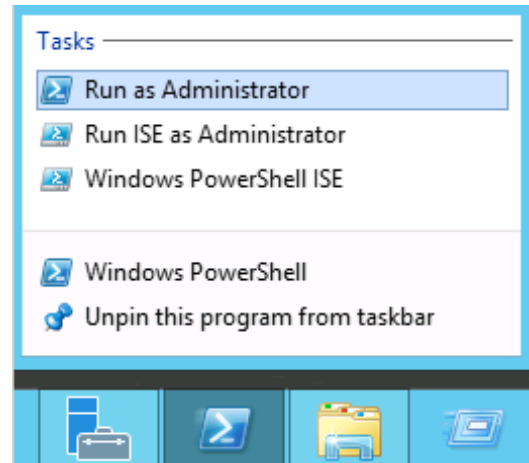 Tasks
Run as Administrator
Run ISE as Administrator
Windows PowerShell ISE
Windows PowerShell
Unpin this program from taskbar